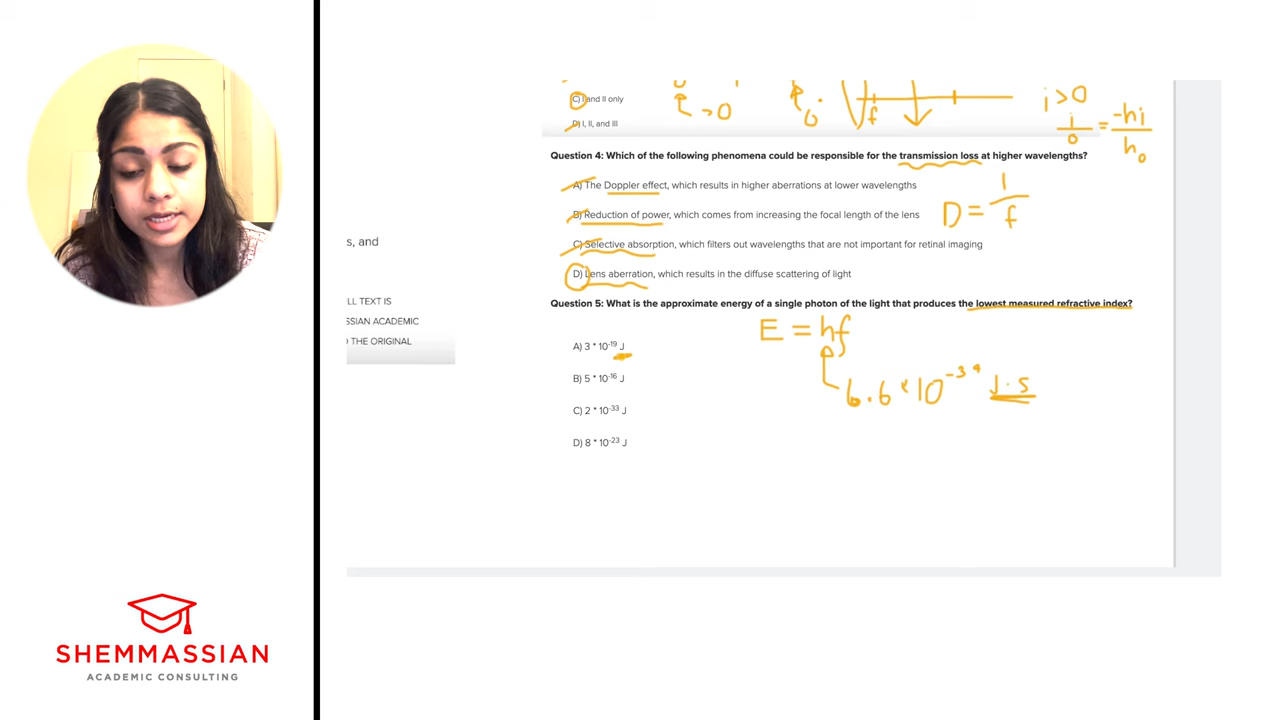 C) I and II only
D) I, II, and III
> 0
o
f
i > 0
i/o = -hi/ho
Question 4: Which of the following phenomena could be responsible for the transmission loss at higher wavelengths?
A) The Doppler effect, which results in higher aberrations at lower wavelengths
B) Reduction of power, which comes from increasing the focal length of the lens
D = 1/f
C) Selective absorption, which filters out wavelengths that are not important for retinal imaging
D) Lens aberration, which results in the diffuse scattering of light
s, and
Question 5: What is the approximate energy of a single photon of the light that produces the lowest measured refractive index?
E = hf
A) 3 * 10-19 J
B) 5 * 10-16 J
6.6 * 10-34 J·s
C) 2 * 10-33 J
D) 8 * 10-23 J
LL TEXT IS
SSIAN ACADEMIC
THE ORIGINAL
SHEMMASSIAN
ACADEMIC CONSULTING